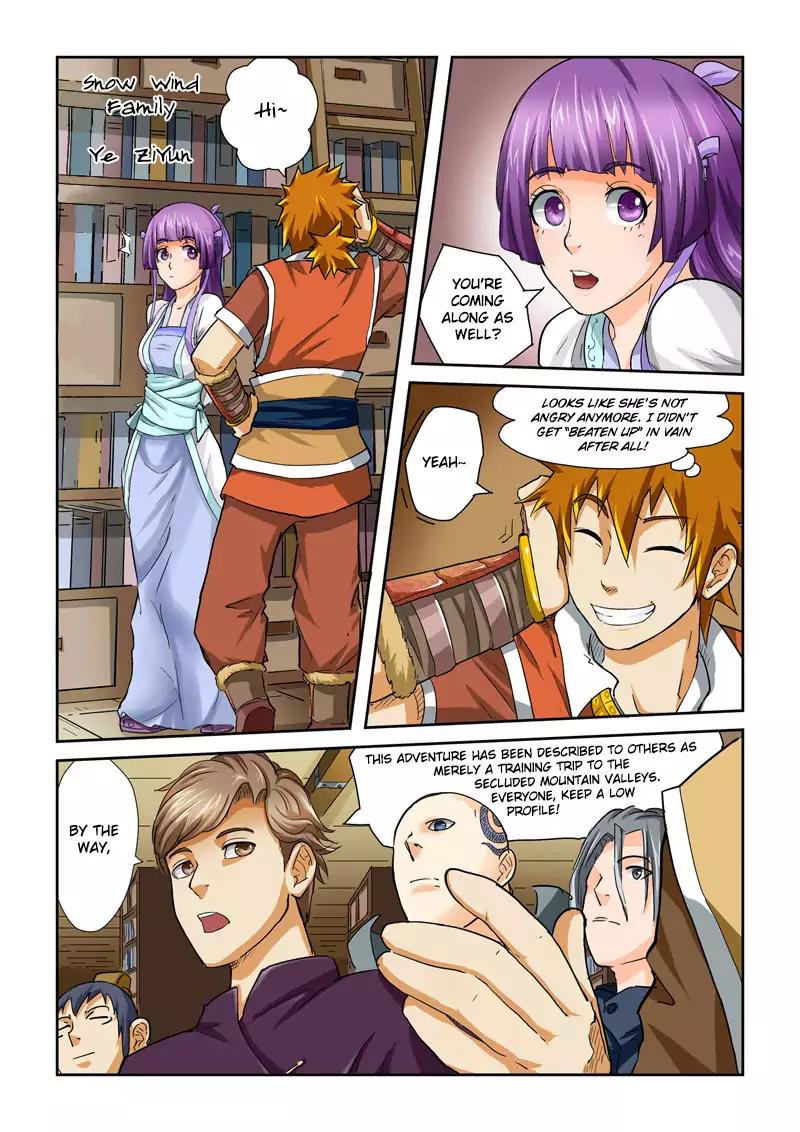 Snow Wind
Family
Ye ZiYun
Hi~
YOU'RE
COMING
ALONG AS
WELL?
LOOKS LIKE SHE'S NOT
ANGRY ANYMORE. I DIDN'T
GET "BEATEN UP" IN VAIN
AFTER ALL!
YEAH~
BY THE
WAY,
THIS ADVENTURE HAS BEEN DESCRIBED TO OTHERS AS
MERELY A TRAINING TRIP TO THE
SECLUDED MOUNTAIN VALLEYS.
EVERYONE, KEEP A LOW
PROFILE!